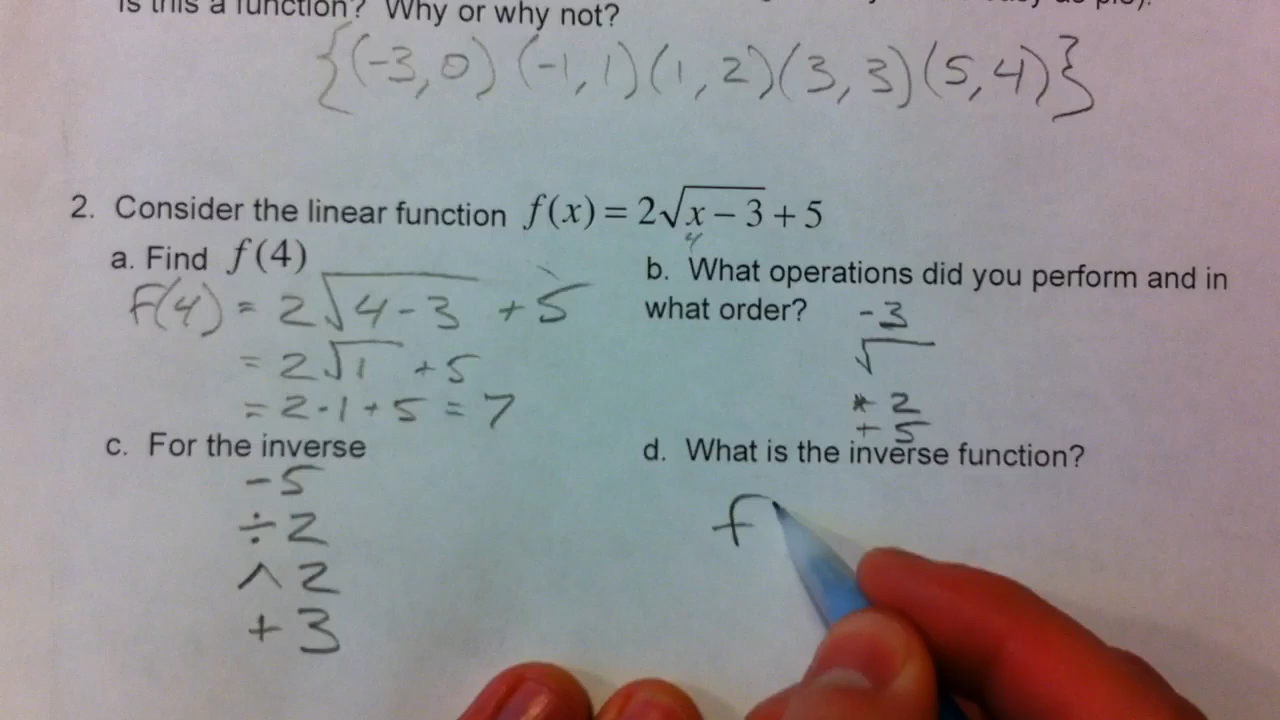 is this a function? Why or why not?
{(-3,0) (-1,1)(1,2)(3,3)(5,4)}
2. Consider the linear function f(x) = 2√(x − 3) + 5
4
a. Find f(4)
f(4) = 2√(4 - 3) + 5
= 2√1 + 5
= 2 · 1 + 5 = 7
b. What operations did you perform and in
what order?
-3
√
* 2
+ 5
c. For the inverse
-5
÷2
^2
+3
d. What is the inverse function?
f